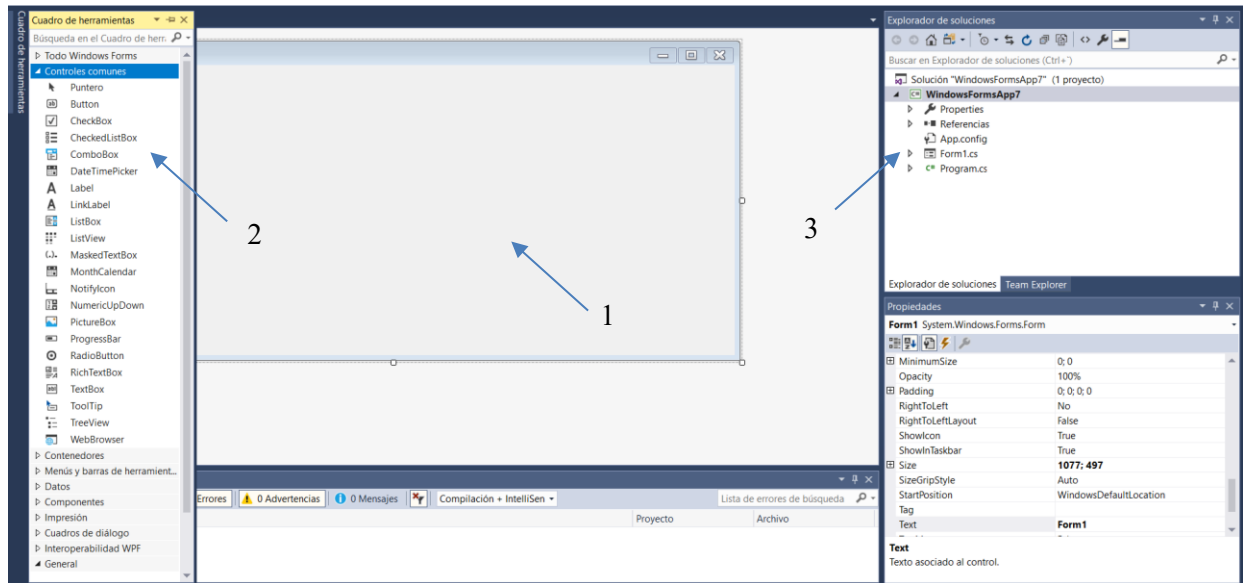 Cuadro de herramientas
Cuadro de herramientas
Búsqueda en el Cuadro de herr
Todo Windows Forms
Controles comunes
Puntero
Button
CheckBox
CheckedListBox
ComboBox
DateTimePicker
Label
LinkLabel
ListBox
ListView
MaskedTextBox
MonthCalendar
NotifyIcon
NumericUpDown
PictureBox
ProgressBar
RadioButton
RichTextBox
TextBox
ToolTip
TreeView
WebBrowser
Contenedores
Menús y barras de herramient...
Datos
Componentes
Impresión
Cuadros de diálogo
Interoperabilidad WPF
General
2
1
3
Errores 0 Advertencias 0 Mensajes Compilación + IntelliSen
Lista de errores de búsqueda
Proyecto Archivo
Explorador de soluciones
Buscar en Explorador de soluciones (Ctrl+¨)
Solución "WindowsFormsApp7" (1 proyecto)
C# WindowsFormsApp7
Properties
Referencias
App.config
Form1.cs
C# Program.cs
Explorador de soluciones Team Explorer
Propiedades
Form1 System.Windows.Forms.Form
MinimumSize 0; 0
Opacity 100%
Padding 0; 0; 0; 0
RightToLeft No
RightToLeftLayout False
ShowIcon True
ShowInTaskbar True
Size 1077; 497
SizeGripStyle Auto
StartPosition WindowsDefaultLocation
Tag
Text Form1
Text
Texto asociado al control.